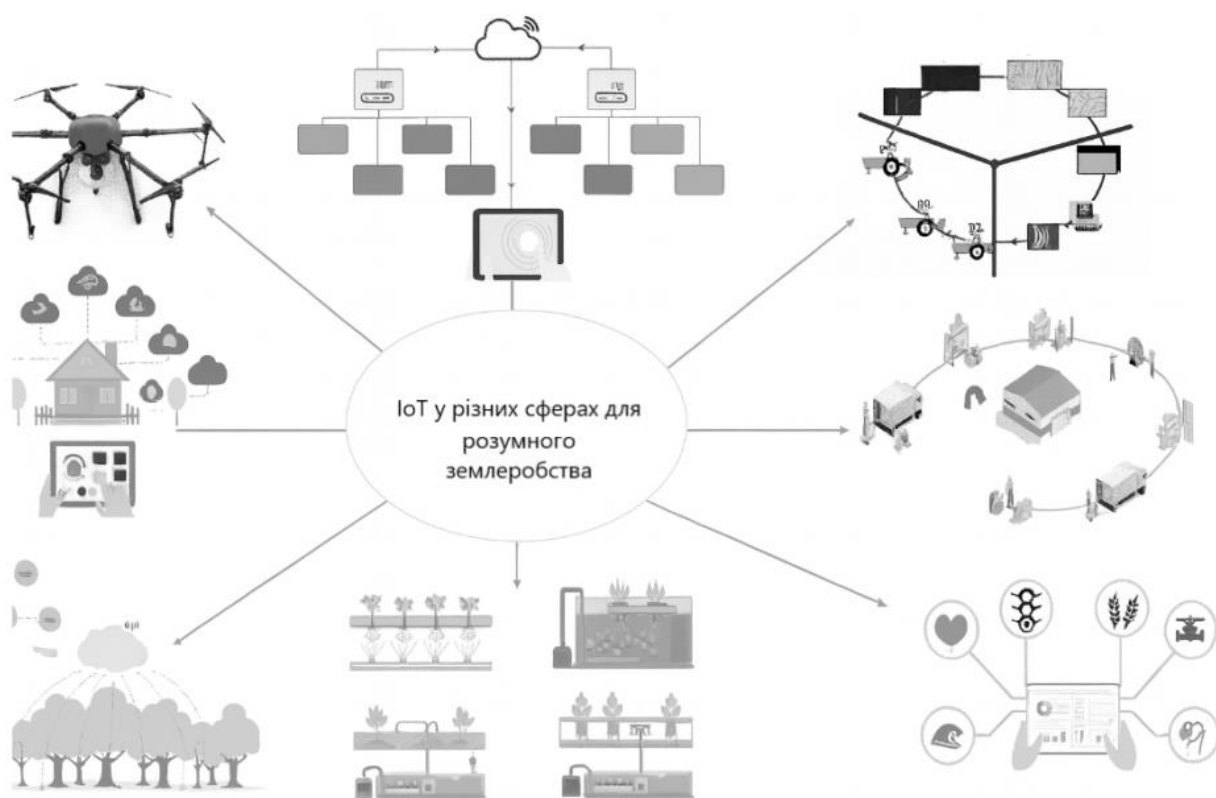 IoT у різних сферах для
розумного
землеробства